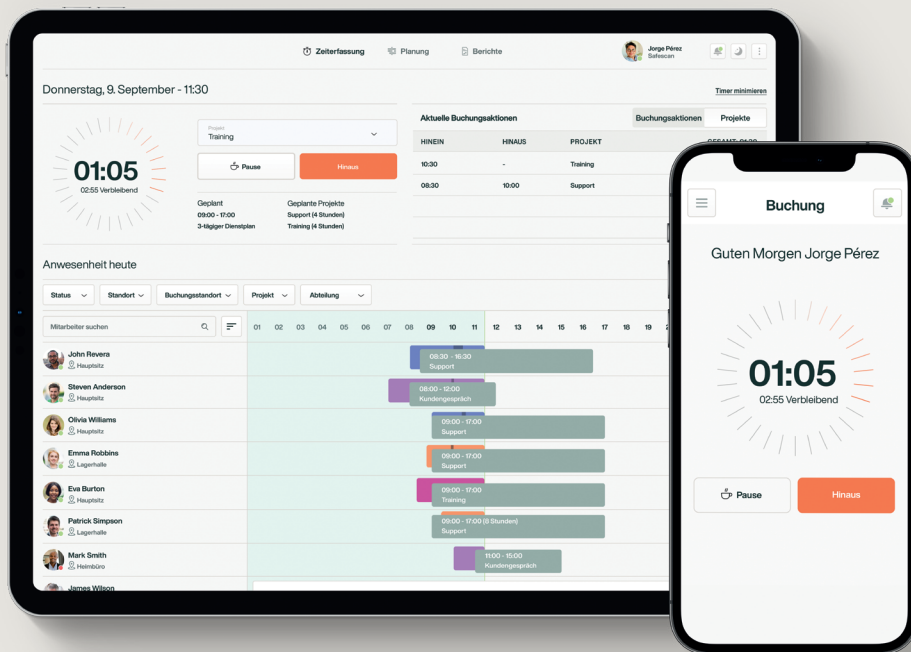 Zeiterfassung Planung Berichte
Jorge Pérez
Safescan
Donnerstag, 9. September - 11:30
Timer minimieren
Projekt
Training
01:05
02:55 Verbleibend
Pause Hinaus
Geplant Geplante Projekte
09:00 - 17:00 Support (4 Stunden)
3-tägiger Dienstplan Training (4 Stunden)
Aktuelle Buchungsaktionen Buchungsaktionen Projekte
HINEIN HINAUS PROJEKT GESAMT: 01:30
10:30 - Training
08:30 10:00 Support
Anwesenheit heute
Status Standort Buchungsstandort Projekt Abteilung
Mitarbeiter suchen 01 02 03 04 05 06 07 08 09 10 11 12 13 14 15 16 17 18 19
John Revera
Hauptsitz
08:30 - 16:30
Support
Steven Anderson
Hauptsitz
08:00 - 12:00
Kundengespräch
Olivia Williams
Hauptsitz
09:00 - 17:00
Support
Emma Robbins
Lagerhalle
09:00 - 17:00
Support
Eva Burton
Hauptsitz
09:00 - 17:00
Training
Patrick Simpson
Lagerhalle
09:00 - 17:00 (8 Stunden)
Support
Mark Smith
Heimbüro
11:00 - 15:00
Kundengespräch
James Wilson
Buchung
Guten Morgen Jorge Pérez
01:05
02:55 Verbleibend
Pause Hinaus